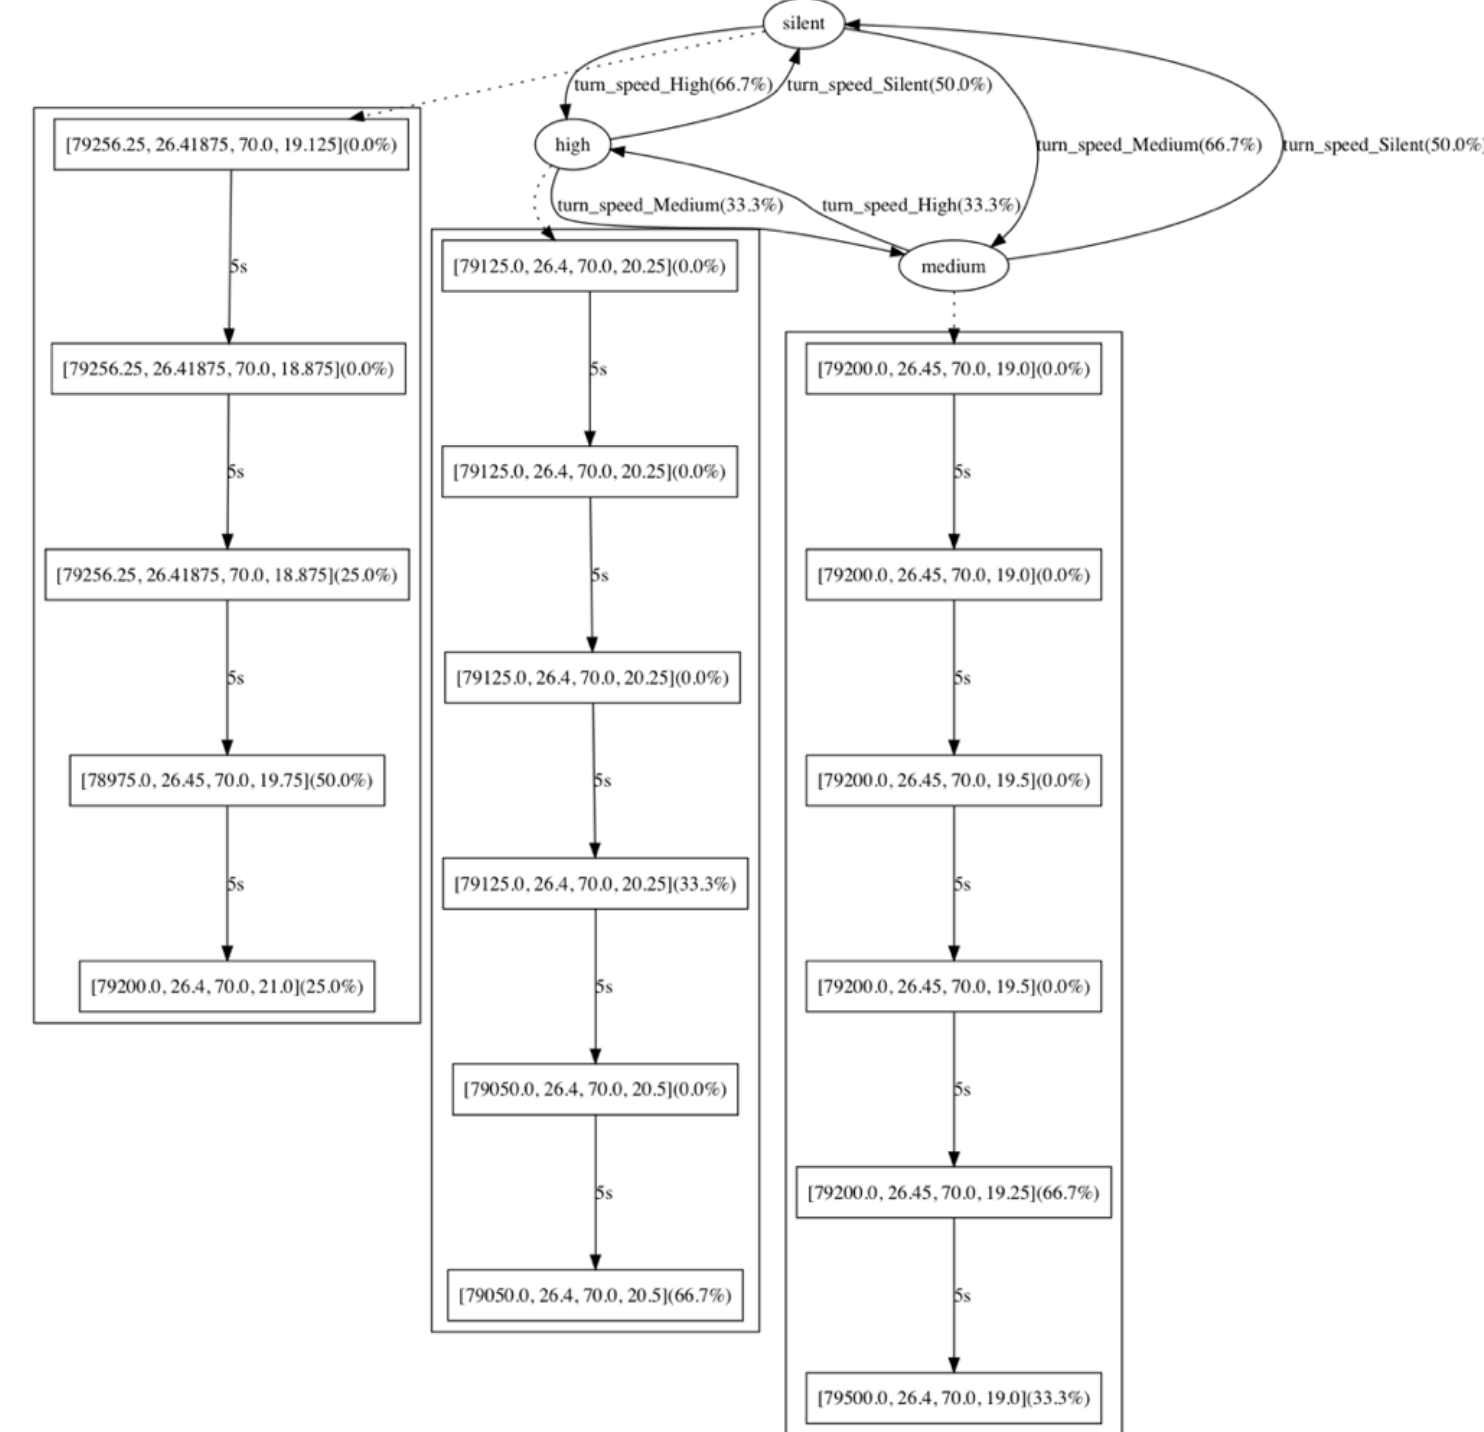 silent
turn_speed_High(66.7%)
turn_speed_Silent(50.0%)
high
turn_speed_Medium(66.7%)
turn_speed_Silent(50.0%
turn_speed_Medium(33.3%)
turn_speed_High(33.3%)
medium
[79256.25, 26.41875, 70.0, 19.125](0.0%)
5s
[79256.25, 26.41875, 70.0, 18.875](0.0%)
5s
[79256.25, 26.41875, 70.0, 18.875](25.0%)
5s
[78975.0, 26.45, 70.0, 19.75](50.0%)
5s
[79200.0, 26.4, 70.0, 21.0](25.0%)
[79125.0, 26.4, 70.0, 20.25](0.0%)
5s
[79125.0, 26.4, 70.0, 20.25](0.0%)
5s
[79125.0, 26.4, 70.0, 20.25](0.0%)
5s
[79125.0, 26.4, 70.0, 20.25](33.3%)
5s
[79050.0, 26.4, 70.0, 20.5](0.0%)
5s
[79050.0, 26.4, 70.0, 20.5](66.7%)
[79200.0, 26.45, 70.0, 19.0](0.0%)
5s
[79200.0, 26.45, 70.0, 19.0](0.0%)
5s
[79200.0, 26.45, 70.0, 19.5](0.0%)
5s
[79200.0, 26.45, 70.0, 19.5](0.0%)
5s
[79200.0, 26.45, 70.0, 19.25](66.7%)
5s
[79500.0, 26.4, 70.0, 19.0](33.3%)